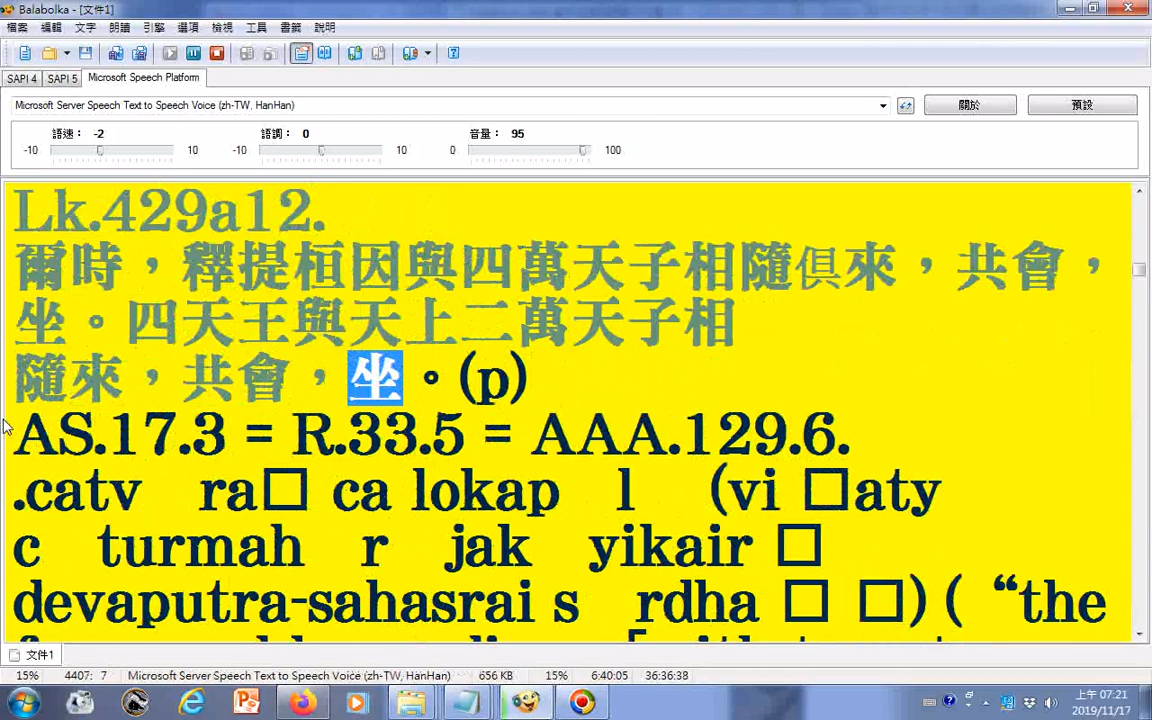 Balabolka - [文件1]
檔案 編輯 文字 朗讀 引擎 選項 檢視 工具 書籤 說明
SAPI 4 SAPI 5 Microsoft Speech Platform
Microsoft Server Speech Text to Speech Voice (zh-TW, HanHan)
關於 預設
語速： -2 語調： 0 音量： 95
-10 10 -10 10 0 100
Lk.429a12.
爾時，釋提桓因與四萬天子相隨俱來，共會，
坐。四天王與天上二萬天子相
隨來，共會，坐。(p)
AS.17.3 = R.33.5 = AAA.129.6.
.catv ra□ ca lokap l (vi □aty
c turmah r jak yikair □
devaputra-sahasrai s rdha □ □) ( “the
文件1
15% 4407: 7 Microsoft Server Speech Text to Speech Voice (zh-TW, HanHan) 656 KB 15% 6:40:05 36:36:38
上午 07:21
2019/11/17